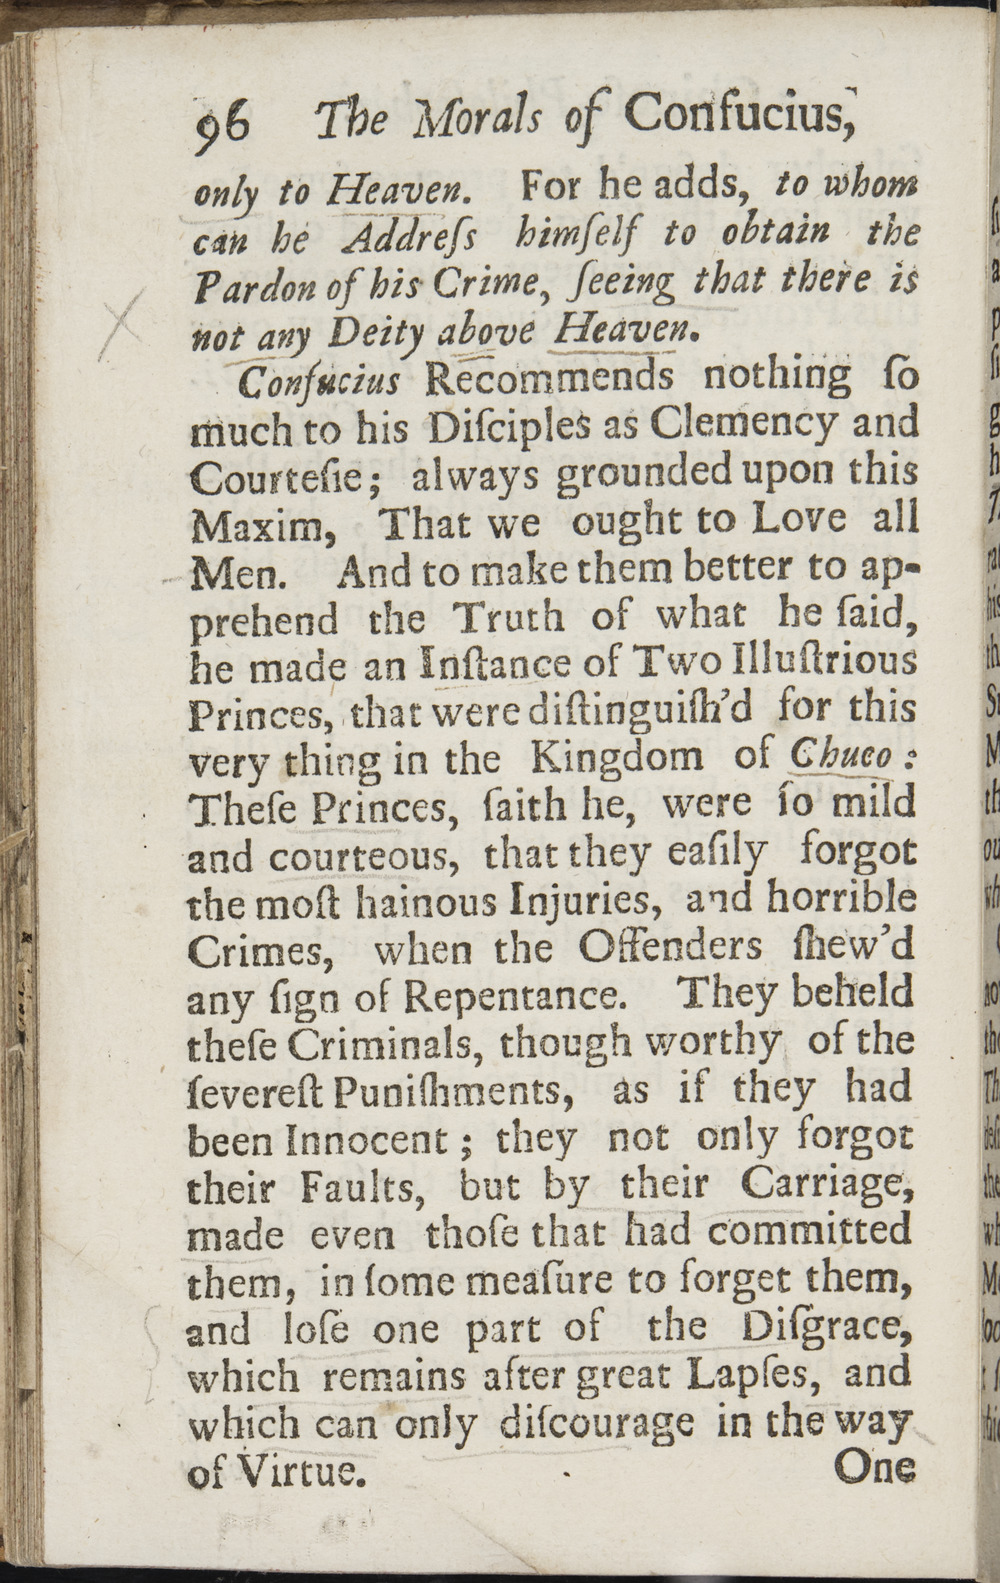 96 The Morals of Confucius,
only to Heaven. For he adds, to whom
can he Addreſs himſelf to obtain the
Pardon of his Crime, ſeeing that there is
not any Deity above Heaven.
Confucius Recommends nothing ſo
much to his Diſciples as Clemency and
Courteſie; always grounded upon this
Maxim, That we ought to Love all
Men. And to make them better to ap-
prehend the Truth of what he ſaid,
he made an Inſtance of Two Illuſtrious
Princes, that were diſtinguiſh'd for this
very thing in the Kingdom of Chuco:
Theſe Princes, ſaith he, were ſo mild
and courteous, that they eaſily forgot
the moſt hainous Injuries, and horrible
Crimes, when the Offenders ſhew'd
any ſign of Repentance. They beheld
theſe Criminals, though worthy of the
ſevereſt Puniſhments, as if they had
been Innocent; they not only forgot
their Faults, but by their Carriage,
made even thoſe that had committed
them, in ſome meaſure to forget them,
and loſe one part of the Diſgrace,
which remains after great Lapſes, and
which can only diſcourage in the way
of Virtue. One